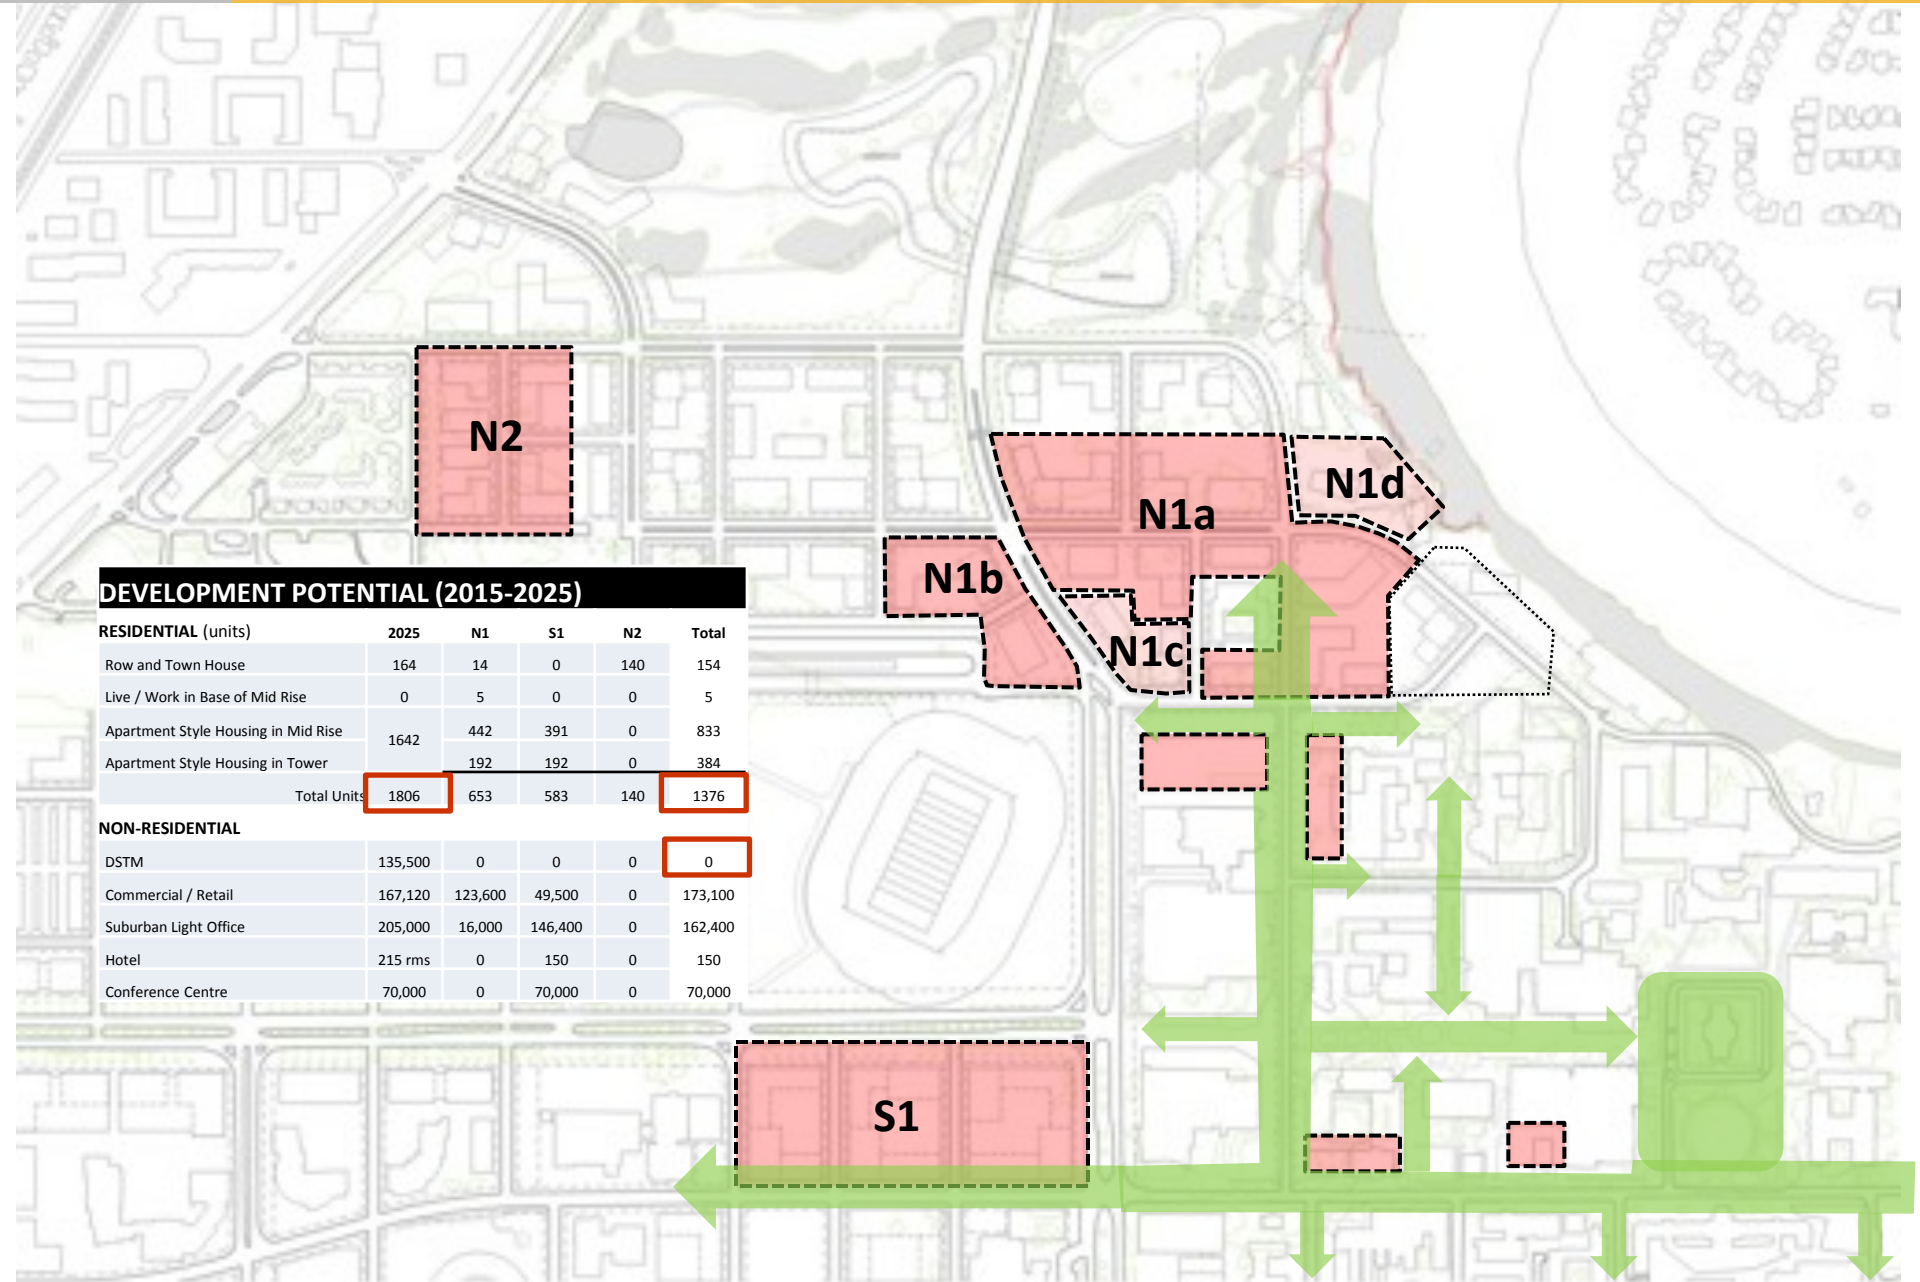 N2
N1d
N1a
N1b
N1c
DEVELOPMENT POTENTIAL (2015-2025)
RESIDENTIAL (units) 2025 N1 S1 N2 Total
Row and Town House 164 14 0 140 154
Live / Work in Base of Mid Rise 0 5 0 0 5
Apartment Style Housing in Mid Rise 1642 442 391 0 833
Apartment Style Housing in Tower 192 192 0 384
Total Units 1806 653 583 140 1376
NON-RESIDENTIAL
DSTM 135,500 0 0 0 0
Commercial / Retail 167,120 123,600 49,500 0 173,100
Suburban Light Office 205,000 16,000 146,400 0 162,400
Hotel 215 rms 0 150 0 150
Conference Centre 70,000 0 70,000 0 70,000
S1